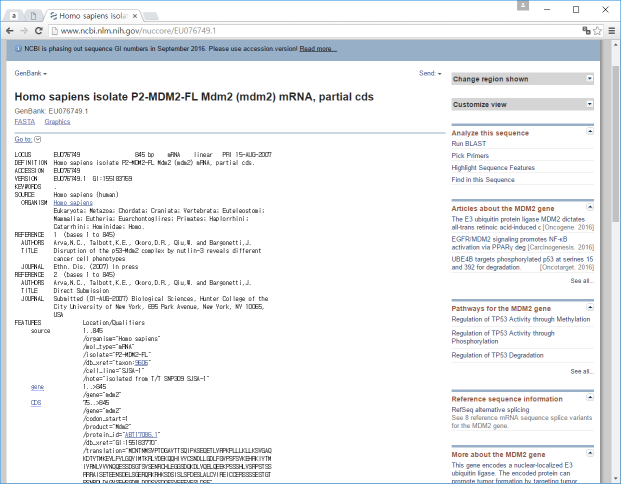 Homo sapiens isolate
www.ncbi.nlm.nih.gov/nuccore/EU076749.1
NCBI is phasing out sequence GI numbers in September 2016. Please use accession.version! Read more...
GenBank
Send:
Homo sapiens isolate P2-MDM2-FL Mdm2 (mdm2) mRNA, partial cds
GenBank: EU076749.1
FASTA Graphics
Go to:
LOCUS EU076749 845 bp mRNA linear PRI 15-AUG-2007
DEFINITION Homo sapiens isolate P2-MDM2-FL Mdm2 (mdm2) mRNA, partial cds.
ACCESSION EU076749
VERSION EU076749.1 GI:155183769
KEYWORDS .
SOURCE Homo sapiens (human)
ORGANISM Homo sapiens
Eukaryota; Metazoa; Chordata; Craniata; Vertebrata; Euteleostomi;
Mammalia; Eutheria; Euarchontoglires; Primates; Haplorrhini;
Catarrhini; Hominidae; Homo.
REFERENCE 1 (bases 1 to 845)
AUTHORS Arva,N.C., Talbott,K.E., Okoro,D.R., Qiu,W. and Bargonetti,J.
TITLE Disruption of the p53-Mdm2 complex by nutlin-3 reveals different
cancer cell phenotypes
JOURNAL Ethn. Dis. (2007) In press
REFERENCE 2 (bases 1 to 845)
AUTHORS Arva,N.C., Talbott,K.E., Okoro,D.R., Qiu,W. and Bargonetti,J.
TITLE Direct Submission
JOURNAL Submitted (01-AUG-2007) Biological Sciences, Hunter College of the
City University of New York, 695 Park Avenue, New York, NY 10065,
USA
FEATURES Location/Qualifiers
source 1..845
/organism="Homo sapiens"
/mol_type="mRNA"
/isolate="P2-MDM2-FL"
/db_xref="taxon:9606"
/cell_line="SJSA-1"
/note="isolated from T/T SNP309 SJSA-1"
gene 1..>845
/gene="mdm2"
CDS 75..>845
/gene="mdm2"
/codon_start=1
/product="Mdm2"
/protein_id="ABT17086.1"
/db_xref="GI:155183770"
Change region shown
Customize view
Analyze this sequence
Run BLAST
Pick Primers
Highlight Sequence Features
Find in this Sequence
Articles about the MDM2 gene
The E3 ubiquitin protein ligase MDM2 dictates
all-trans retinoic acid-induced c [Oncogene. 2016]
EGFR/MDM2 signaling promotes NF-κB
activation via PPARγ deg [Carcinogenesis. 2016]
UBE4B targets phosphorylated p53 at serines 15
and 392 for degradation. [Oncotarget. 2016]
See all...
Pathways for the MDM2 gene
Regulation of TP53 Activity through Methylation
Regulation of TP53 Activity through
Phosphorylation
Regulation of TP53 Degradation
See all...
Reference sequence information
RefSeq alternative splicing
See 8 reference mRNA sequence splice variants
for the MDM2 gene.
More about the MDM2 gene
This gene encodes a nuclear-localized E3
ubiquitin ligase. The encoded protein can
promote tumor formation by targeting tumor